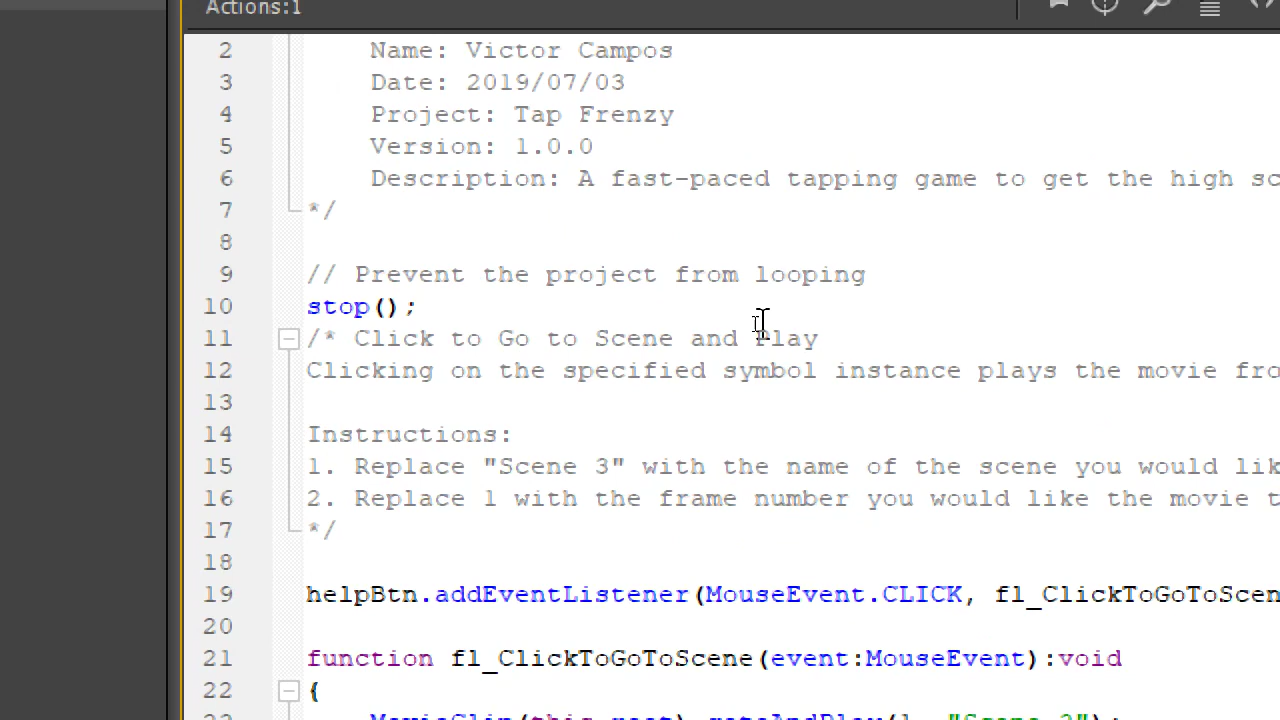 Actions:1
2 Name: Victor Campos
3 Date: 2019/07/03
4 Project: Tap Frenzy
5 Version: 1.0.0
6 Description: A fast-paced tapping game to get the high sc
7 */
8
9 // Prevent the project from looping
10 stop();
11 /* Click to Go to Scene and Play
12 Clicking on the specified symbol instance plays the movie fro
13
14 Instructions:
15 1. Replace "Scene 3" with the name of the scene you would lik
16 2. Replace 1 with the frame number you would like the movie t
17 */
18
19 helpBtn.addEventListener(MouseEvent.CLICK, fl_ClickToGoToScen
20
21 function fl_ClickToGoToScene(event:MouseEvent):void
22 {